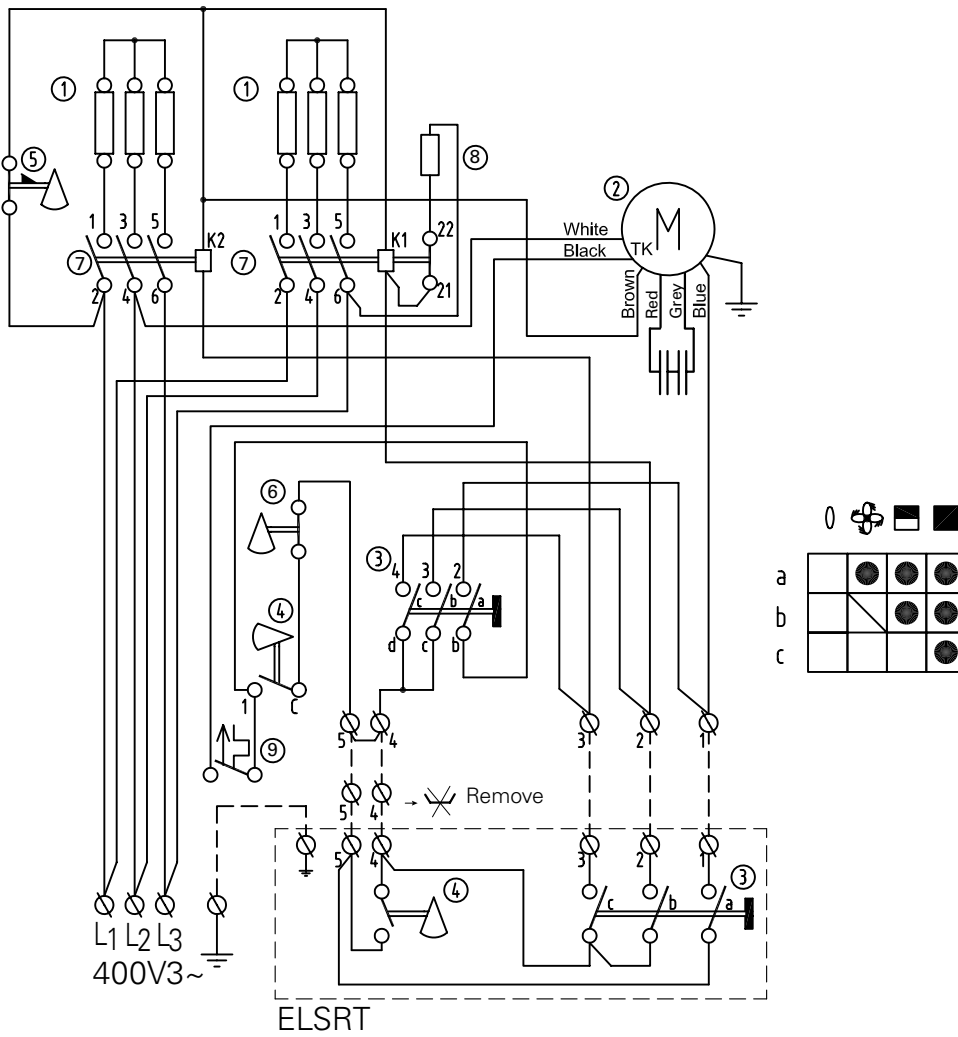 1 1
5
8
2
1 3 5 K2
1 3 5 K1 22
7 7
2 4 6
2 4 6 21
White
Black
TK
M
Brown Red Grey Blue
6
3
4 3 2
c b a
d c b
4
1 C
9
a
b
c
5 4 3 2 1
5 4
→ Remove
5 4 3 2 1
4
c b a
3
L1 L2 L3
400V3~
ELSRT